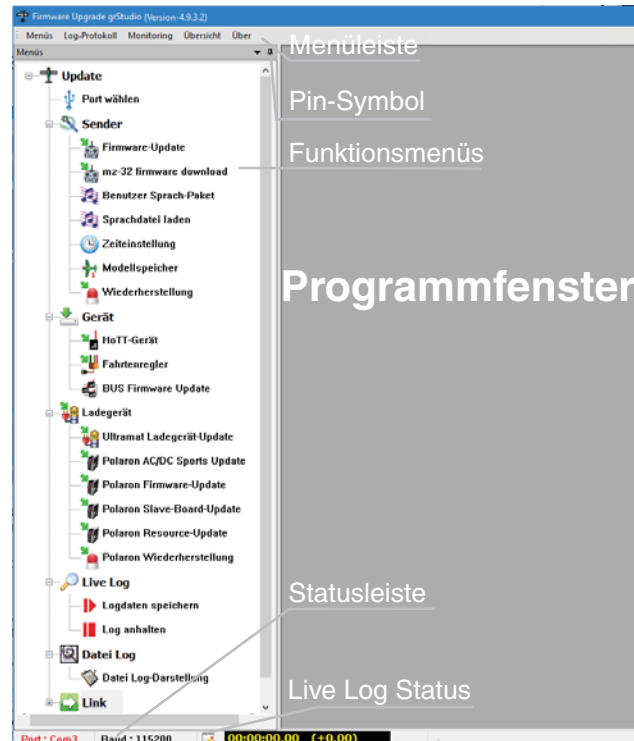 Firmware Upgrade grStudio (Version-4.9.3.2)
Menüs Log-Protokoll Monitoring Übersicht Über
Menüleiste
Menüs
Pin-Symbol
Update
Port wählen
Sender
Funktionsmenüs
Firmware-Update
mz-32 firmware download
Benutzer Sprach-Paket
Sprachdatei laden
Zeiteinstellung
Modellspeicher
Wiederherstellung
Programmfenster
Gerät
HoTT-Gerät
Fahrtenregler
BUS Firmware Update
Ladegerät
Ultramat Ladegerät-Update
Polaron AC/DC Sports Update
Polaron Firmware-Update
Polaron Slave-Board-Update
Polaron Resource-Update
Polaron Wiederherstellung
Live Log
Statusleiste
Logdaten speichern
Log anhalten
Datei Log
Datei Log-Darstellung
Live Log Status
Link
Port : Com3 Baud : 115200 00:00:00,00 (+0,00)